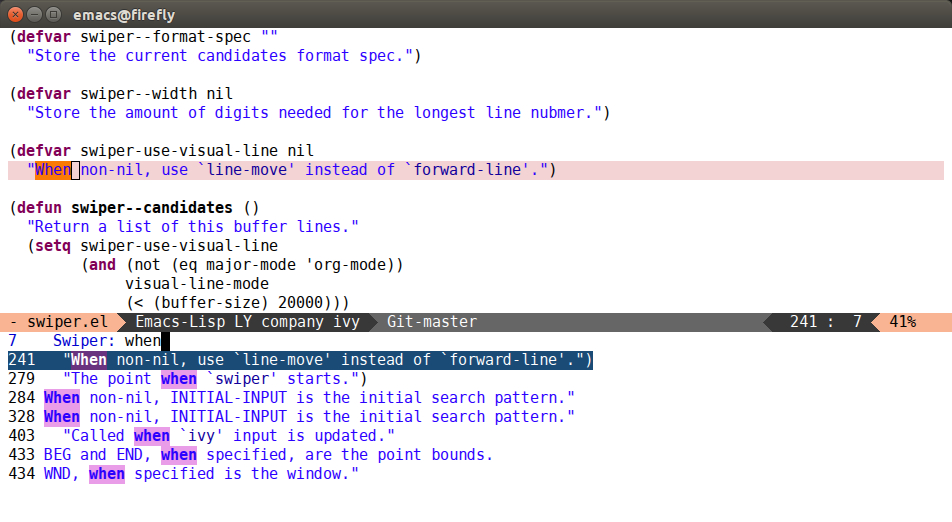 emacs@firefly
(defvar swiper--format-spec ""
  "Store the current candidates format spec.")
(defvar swiper--width nil
  "Store the amount of digits needed for the longest line nubmer.")
(defvar swiper-use-visual-line nil
  "When non-nil, use `line-move' instead of `forward-line'.")
(defun swiper--candidates ()
  "Return a list of this buffer lines."
  (setq swiper-use-visual-line
        (and (not (eq major-mode 'org-mode))
             visual-line-mode
             (< (buffer-size) 20000)))
- swiper.el  Emacs-Lisp LY company ivy  Git-master  241 :  7  41%
7    Swiper: when
241   "When non-nil, use `line-move' instead of `forward-line'.")
279   "The point when `swiper' starts.")
284 When non-nil, INITIAL-INPUT is the initial search pattern."
328 When non-nil, INITIAL-INPUT is the initial search pattern."
403   "Called when `ivy' input is updated."
433 BEG and END, when specified, are the point bounds.
434 WND, when specified is the window."